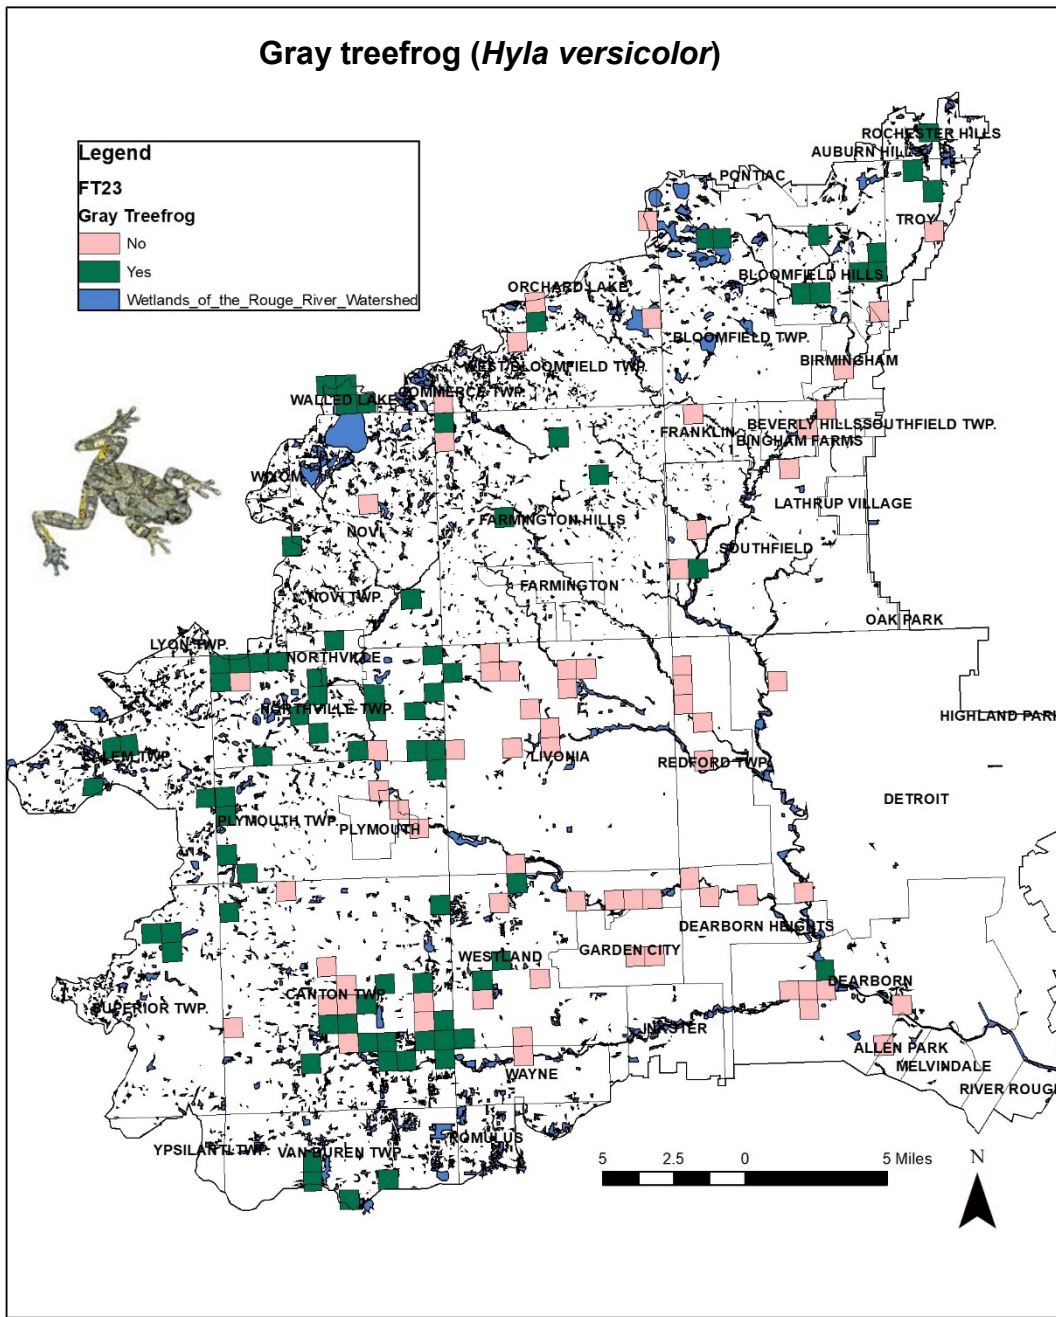 Gray treefrog (Hyla versicolor)
Legend
FT23
Gray Treefrog
No
Yes
Wetlands_of_the_Rouge_River_Watershed
ROCHESTER HILLS
AUBURN HILLS
PONTIAC
TROY
BLOOMFIELD HILLS
ORCHARD LAKE
BLOOMFIELD TWP.
BIRMINGHAM
WEST BLOOMFIELD TWP.
COMMERCE TWP.
WALLED LAKE
FRANKLIN
BEVERLY HILLS
SOUTHFIELD TWP.
BINGHAM FARMS
WIXOM
LATHRUP VILLAGE
NOVI
FARMINGTON HILLS
SOUTHFIELD
FARMINGTON
NOVI TWP.
OAK PARK
LYON TWP.
NORTHVILLE
NORTHVILLE TWP.
HIGHLAND PARK
SALEM TWP.
LIVONIA
REDFORD TWP.
DETROIT
PLYMOUTH TWP.
PLYMOUTH
DEARBORN HEIGHTS
GARDEN CITY
WESTLAND
DEARBORN
CANTON TWP.
SUPERIOR TWP.
INKSTER
ALLEN PARK
MELVINDALE
WAYNE
RIVER ROUGE
ROMULUS
YPSILANTI TWP.
VAN BUREN TWP.
5 2.5 0 5 Miles
N